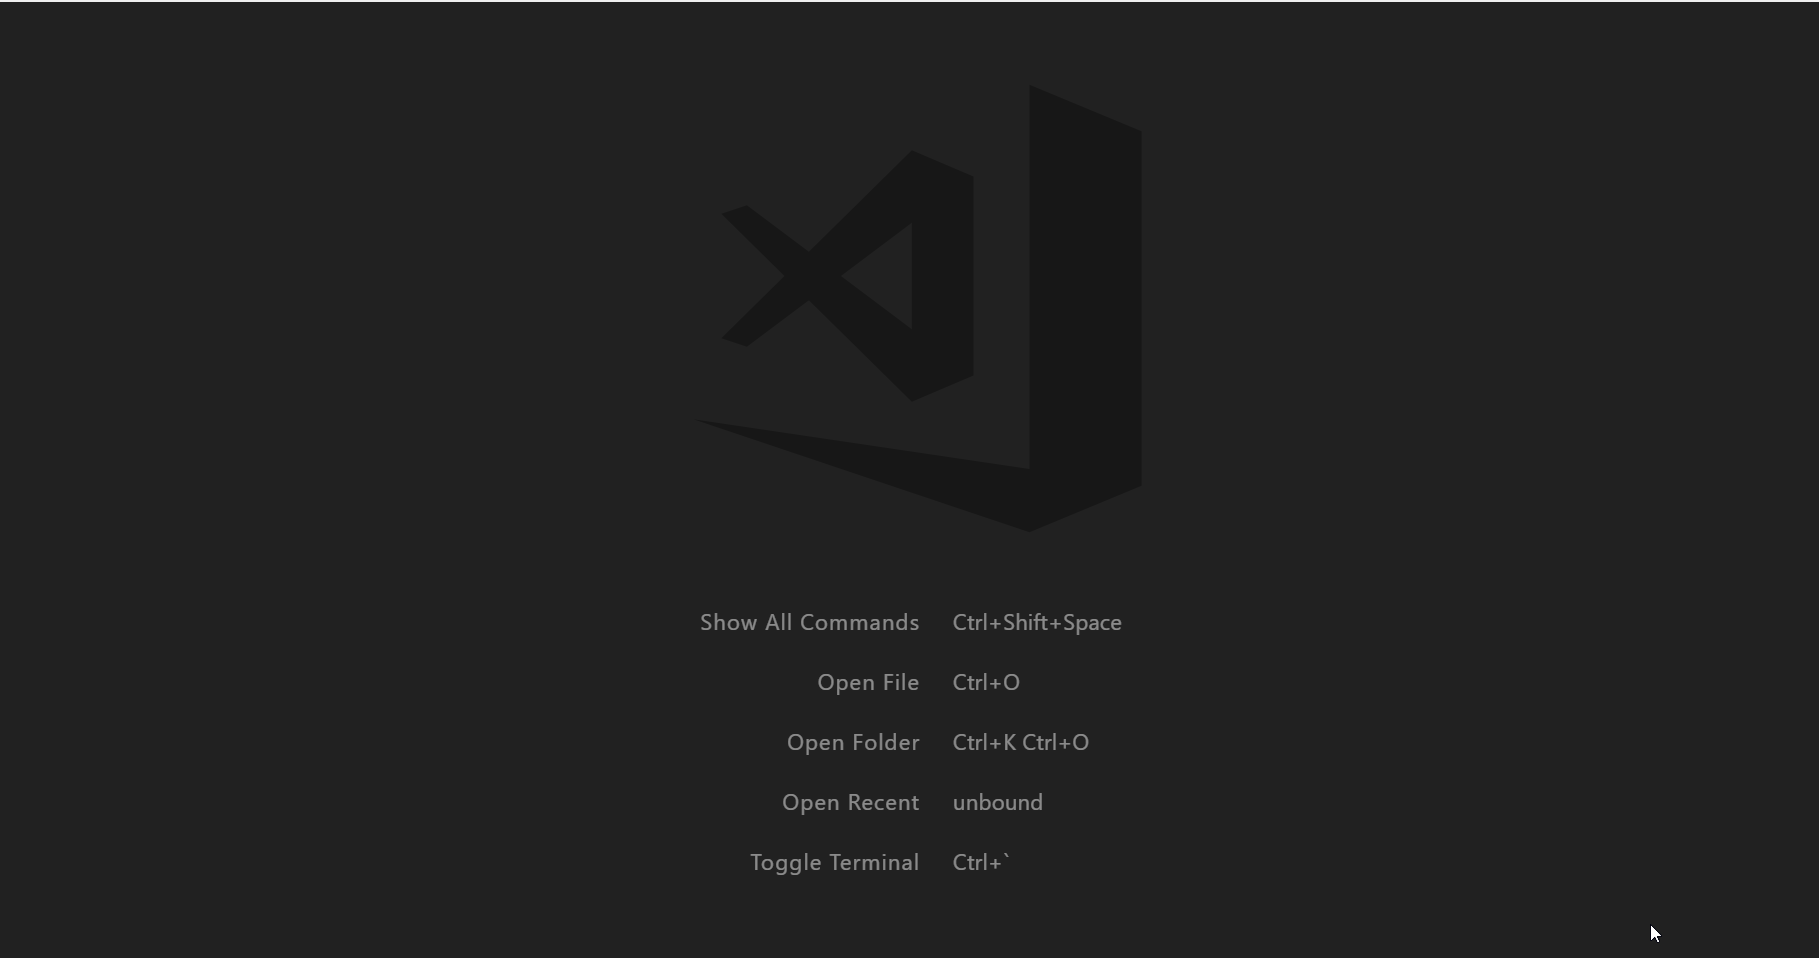 Show All Commands Ctrl+Shift+Space
Open File Ctrl+O
Open Folder Ctrl+K Ctrl+O
Open Recent unbound
Toggle Terminal Ctrl+`